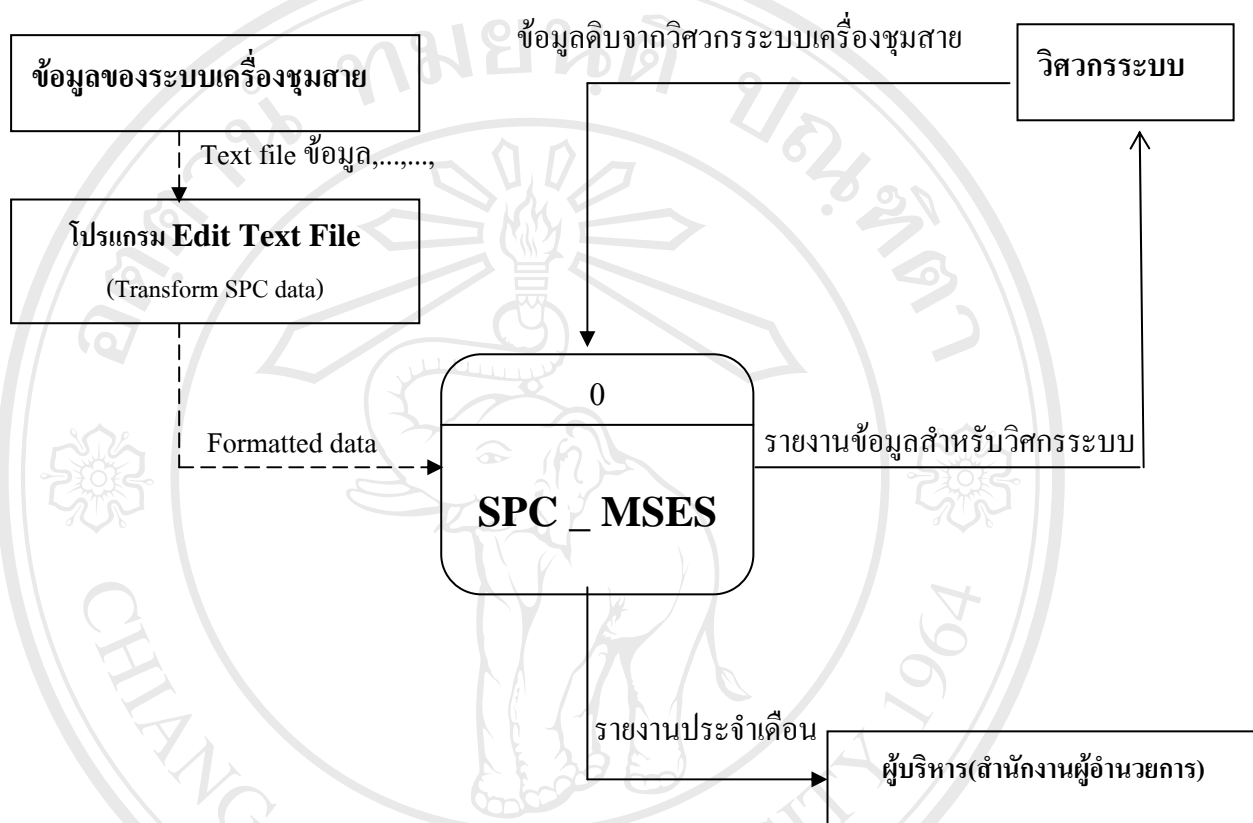 ข้อมูลดิบจากวิศวกรระบบเครื่องชุมสาย
ข้อมูลของระบบเครื่องชุมสาย
วิศวกรระบบ
Text file ข้อมูล,...,...,
โปรแกรม Edit Text File
(Transform SPC data)
0
Formatted data
รายงานข้อมูลสำหรับวิศกรระบบ
SPC _ MSES
รายงานประจำเดือน
ผู้บริหาร(สำนักงานผู้อำนวยการ)
CHIANG
1964